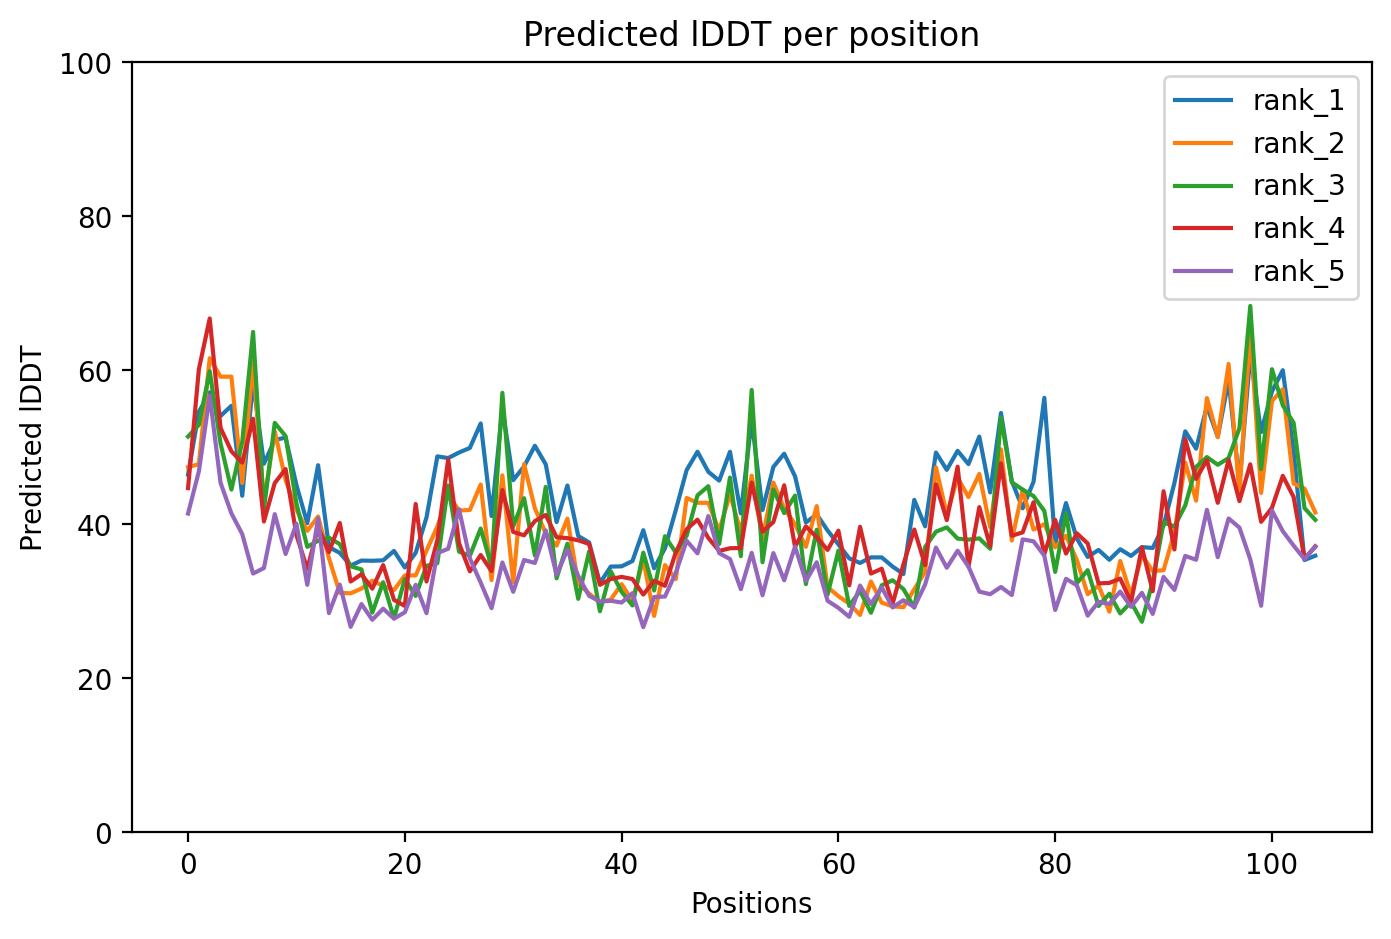 Predicted lDDT per position
100
80
60
40
20
0
Predicted lDDT
0 20 40 60 80 100
Positions
rank_1
rank_2
rank_3
rank_4
rank_5